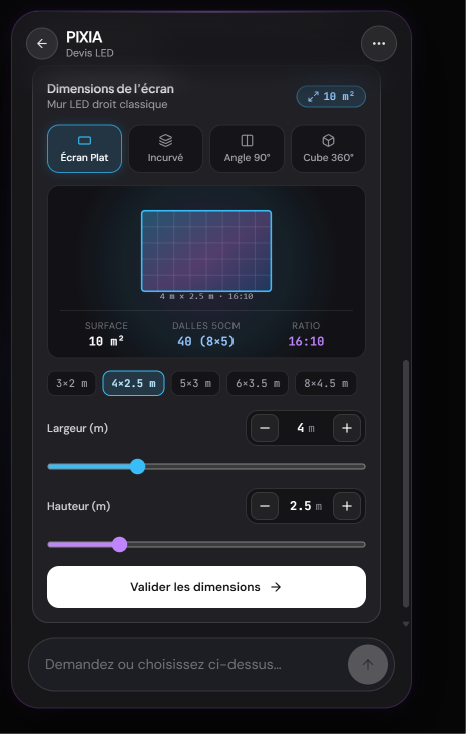 PIXIA
Devis LED
Dimensions de l'écran
Mur LED droit classique
10 m²
Écran Plat
Incurvé
Angle 90°
Cube 360°
4 m x 2.5 m · 16:10
SURFACE
DALLES 50CM
RATIO
10 m²
40 (8×5)
16:10
3×2 m
4×2.5 m
5×3 m
6×3.5 m
8×4.5 m
Largeur (m)
4 m
Hauteur (m)
2.5 m
Valider les dimensions →
Demandez ou choisissez ci-dessus...